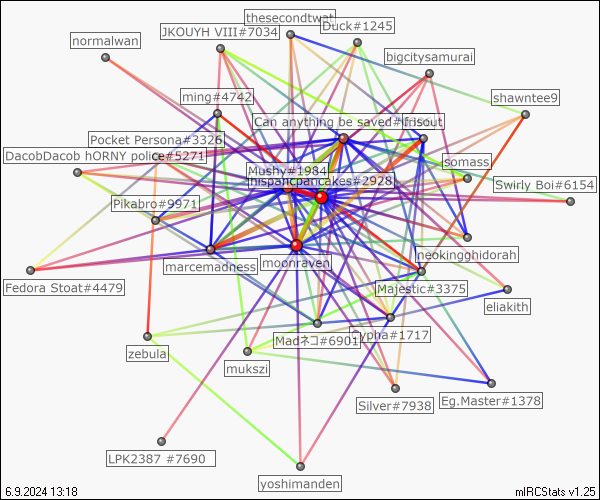 thesecondtwat
Duck#1245
JKOUYH VIII#7034
normalwan
bigcitysamurai
ming#4742
shawntee9
Can anything be saved#
frisout
Pocket Persona#3326
DacobDacob hORNY police#5271
Mushy#1984
somass
hispancpancakes#2928
Swirly Boi#6154
Pikabro#9971
neokingghidorah
marcemadness
moonraven
Fedora Stoat#4479
Majestic#3375
eliakith
Madネコ#6901
ypha#1717
zebula
mukszi
Silver#7938
Eg.Master#1378
LPK2387 #7690
yoshimanden
6.9.2024 13:18
mIRCStats v1.25